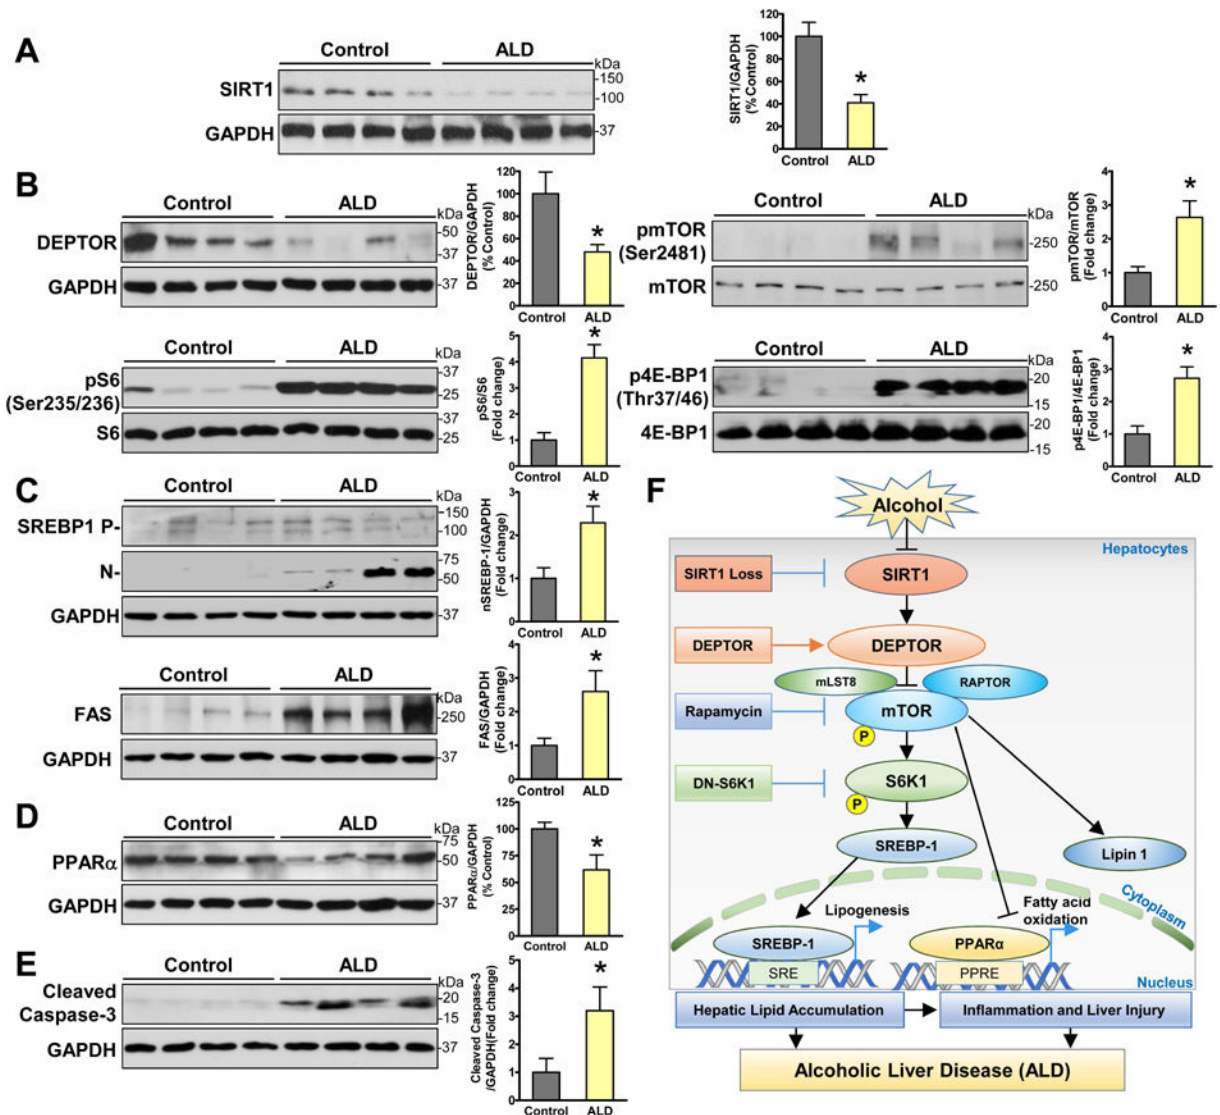 A
Control ALD
kDa
SIRT1
-150
-100
GAPDH
-37
SIRT1/GAPDH
(% Control)
120
100
80
60
40
20
0
*
Control ALD
B
Control ALD
kDa
DEPTOR
-50
-37
GAPDH
-37
DEPTOR/GAPDH
(% Control)
120
100
80
60
40
20
0
*
Control ALD
Control ALD
kDa
pmTOR
(Ser2481)
-250
mTOR
-250
pmTOR/mTOR
(Fold change)
4
3
2
1
0
*
Control ALD
Control ALD
kDa
pS6
(Ser235/236)
-37
-25
S6
-37
-25
pS6/S6
(Fold change)
5
4
3
2
1
0
*
Control ALD
Control ALD
kDa
p4E-BP1
(Thr37/46)
-20
-15
4E-BP1
-20
-15
p4E-BP1/4E-BP1
(Fold change)
4
3
2
1
0
*
Control ALD
C
Control ALD
kDa
SREBP1 P-
-150
-100
N-
-75
-50
GAPDH
-37
nSREBP-1/GAPDH
(Fold change)
3
2
1
0
*
Control ALD
Control ALD
kDa
FAS
-250
GAPDH
-37
FAS/GAPDH
(Fold change)
4
3
2
1
0
*
Control ALD
D
Control ALD
kDa
PPARα
-75
-50
GAPDH
-37
PPARα/GAPDH
(% Control)
125
100
75
50
25
0
*
Control ALD
E
Control ALD
kDa
Cleaved
Caspase-3
-20
-15
GAPDH
-37
Cleaved Caspase-3
/GAPDH(Fold change)
5
4
3
2
1
0
*
Control ALD
F
Alcohol
Hepatocytes
SIRT1 Loss
SIRT1
DEPTOR
DEPTOR
mLST8
RAPTOR
Rapamycin
mTOR
P
DN-S6K1
S6K1
P
SREBP-1
Lipin 1
Cytoplasm
Lipogenesis
Fatty acid
oxidation
SREBP-1
PPARα
SRE
PPRE
Nucleus
Hepatic Lipid Accumulation
Inflammation and Liver Injury
Alcoholic Liver Disease (ALD)